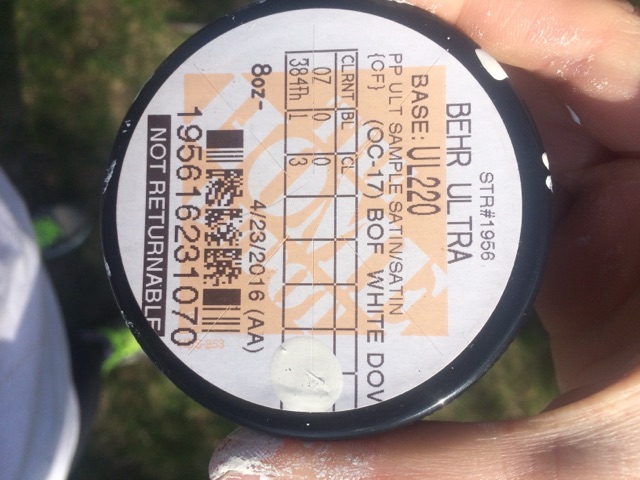 STR#1956
BEHR ULTRA
BASE: UL220
PP ULT SAMPLE SATIN/SATIN
{CF} (OC-17) BOF WHITE DOV
CLRNT BL CL
07 0 0
384Th 1 3
8oz- 4/23/2016 (AA)
195616231070
NOT RETURNABLE